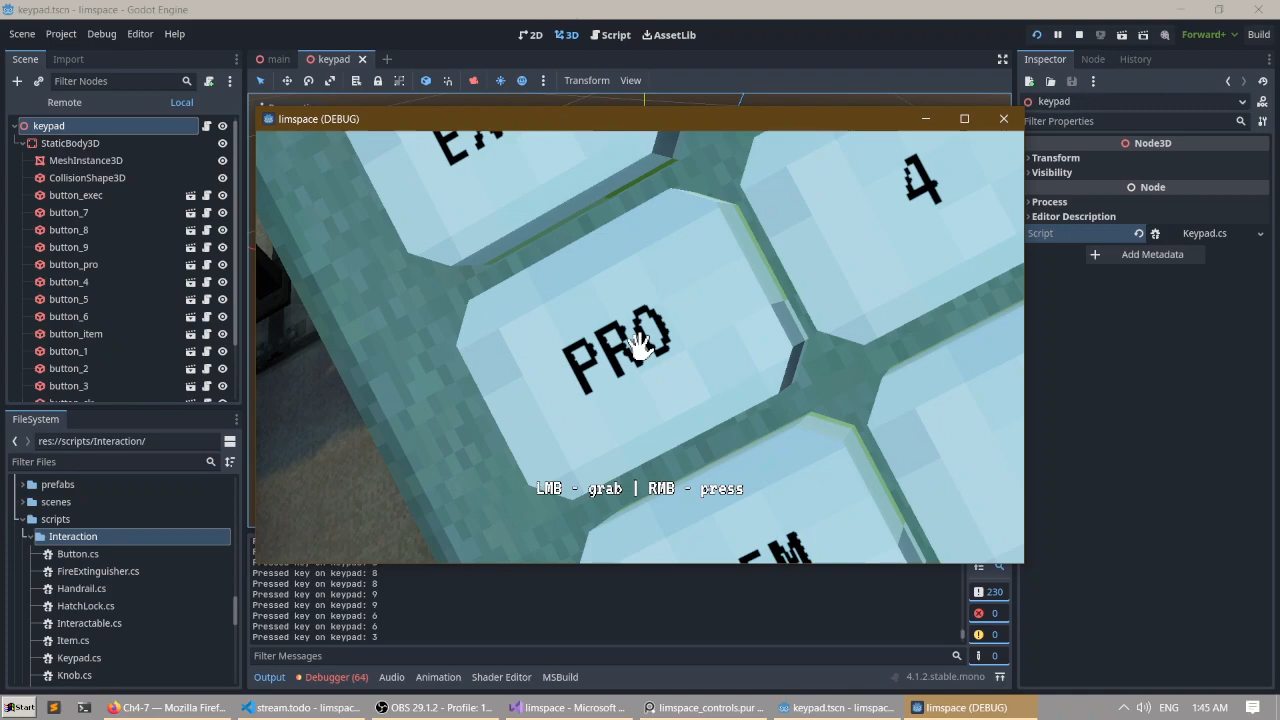 keypad.tscn - limspace - Godot Engine
Scene Project Debug Editor Help
2D 3D Script AssetLib
Forward+ Build
Scene Import
main keypad
Inspector Node History
Filter Nodes
Transform View
Remote Local
keypad
Filter Properties
keypad
StaticBody3D
MeshInstance3D
CollisionShape3D
button_exec
button_7
button_8
button_9
button_pro
button_4
button_5
button_6
button_item
button_1
button_2
button_3
limspace (DEBUG)
4
PRO
LMB - grab | RMB - press
Node3D
Transform
Visibility
Node
Process
Editor Description
Script Keypad.cs
Add Metadata
FileSystem
res://scripts/Interaction/
Filter Files
prefabs
scenes
scripts
Interaction
Button.cs
FireExtinguisher.cs
Handrail.cs
HatchLock.cs
Interactable.cs
Item.cs
Keypad.cs
Knob.cs
Pressed key on keypad: 8
Pressed key on keypad: 8
Pressed key on keypad: 9
Pressed key on keypad: 9
Pressed key on keypad: 6
Pressed key on keypad: 6
Pressed key on keypad: 3
230
0
0
0
Filter Messages
Output Debugger (64) Audio Animation Shader Editor MSBuild
4.1.2.stable.mono
Start
Ch4-7 — Mozilla Firef...
stream.todo - limspac...
OBS 29.1.2 - Profile: 1...
limspace - Microsoft ...
limspace_controls.pur ...
keypad.tscn - limspac...
limspace (DEBUG)
1:45 AM